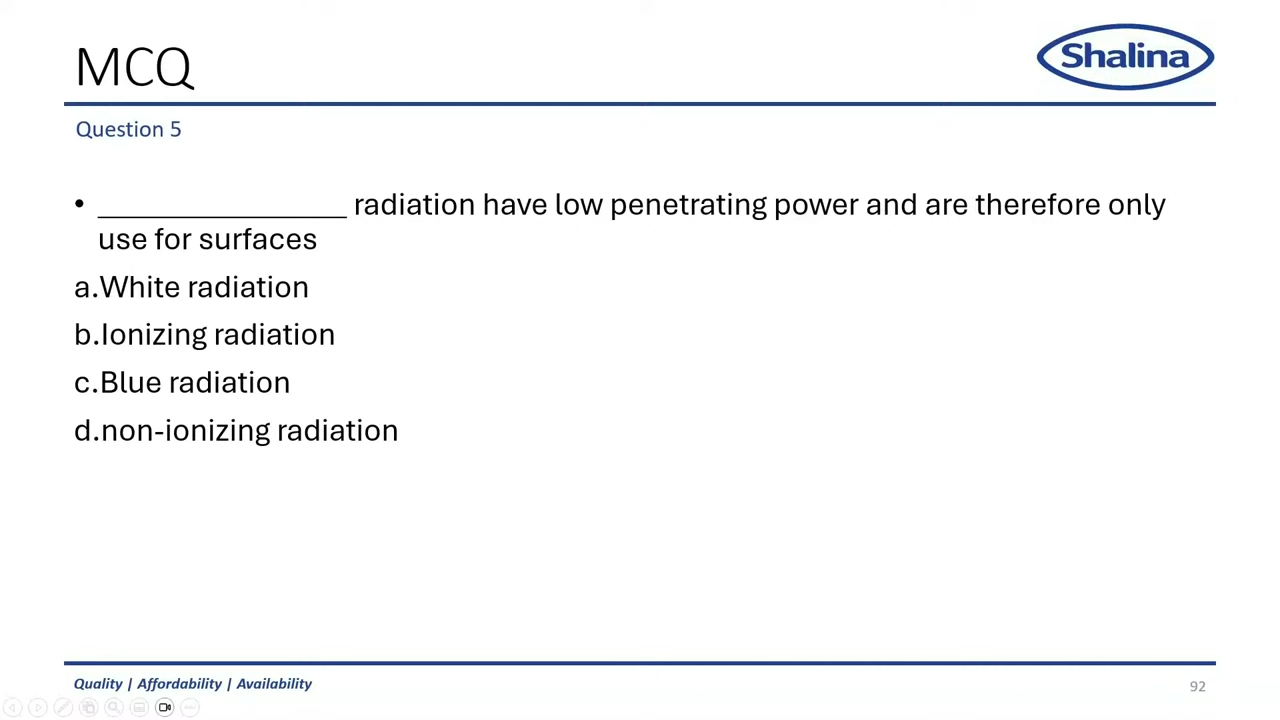 MCQ
Shalina
Question 5
• ________________ radiation have low penetrating power and are therefore only
use for surfaces
a.White radiation
b.Ionizing radiation
c.Blue radiation
d.non-ionizing radiation
Quality | Affordability | Availability
92